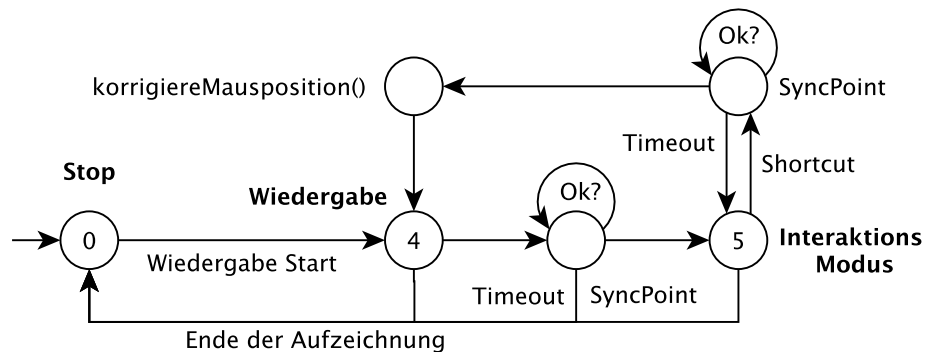 Ok?
korrigiereMausposition()
SyncPoint
Timeout
Shortcut
Stop
Wiedergabe
Ok?
0
4
5
Interaktions
Modus
Wiedergabe Start
Timeout
SyncPoint
Ende der Aufzeichnung